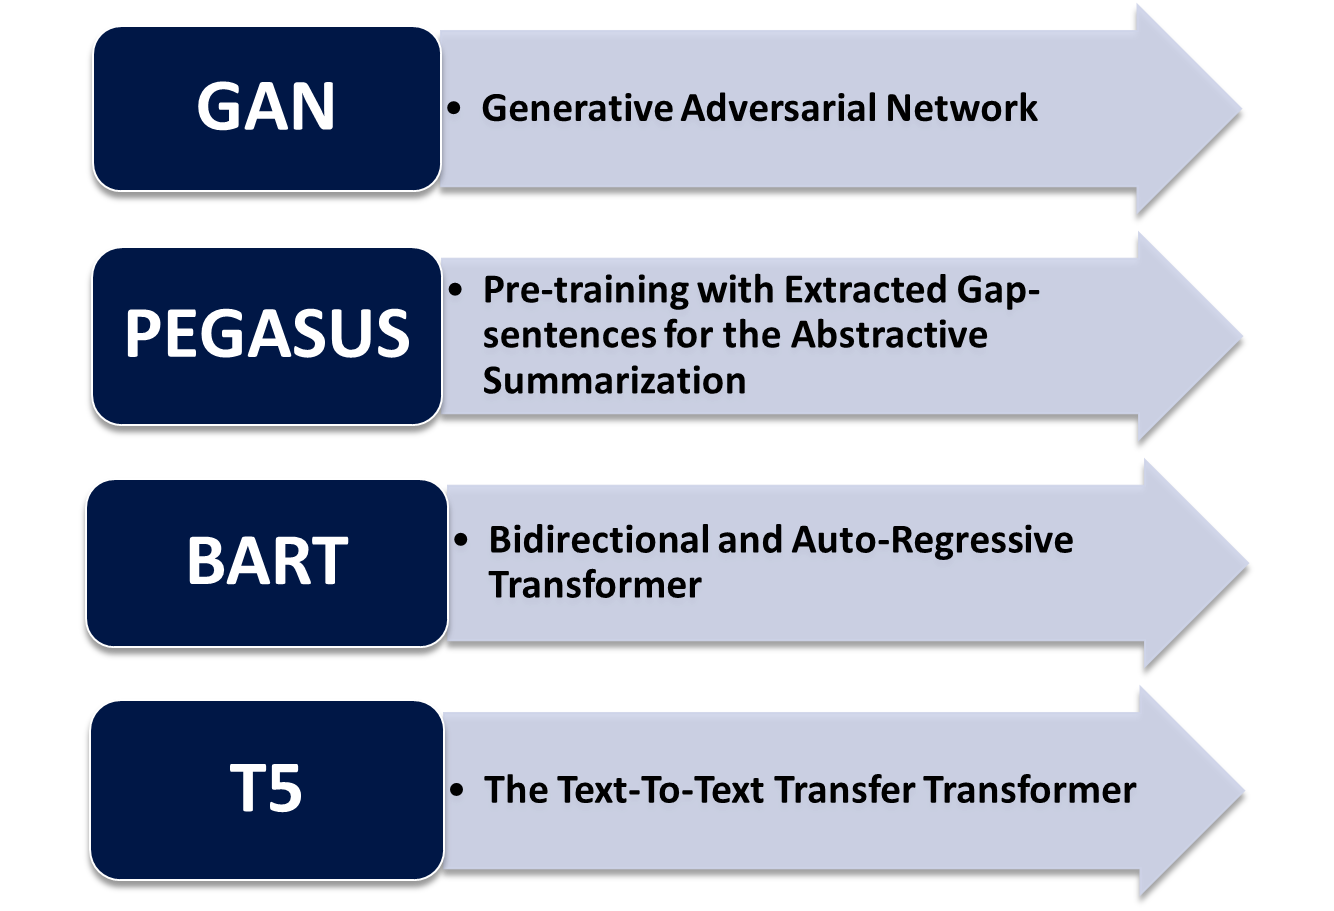 GAN
• Generative Adversarial Network
PEGASUS
• Pre-training with Extracted Gap-
sentences for the Abstractive
Summarization
BART
• Bidirectional and Auto-Regressive
Transformer
T5
• The Text-To-Text Transfer Transformer